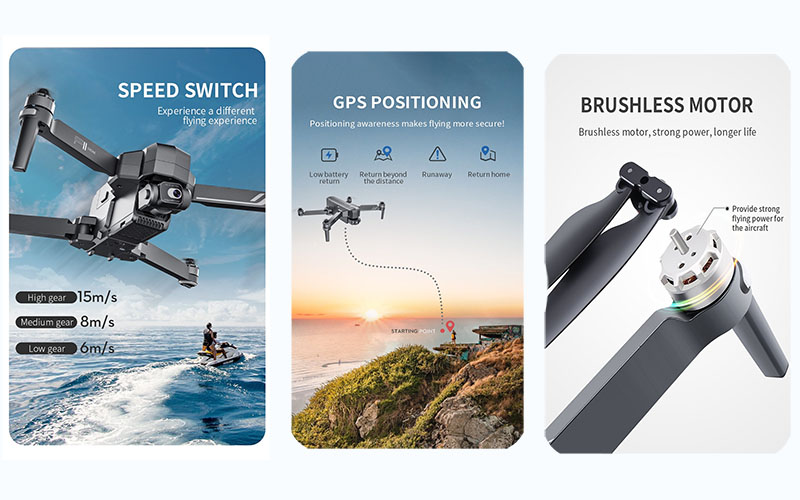 SPEED SWITCH
Experience a different
flying experience
F11
High gear 15m/s
Medium gear 8m/s
Low gear 6m/s
GPS POSITIONING
Positioning awareness makes flying more secure!
Low battery
return
Return beyond
the distance
Runaway
Return home
STARTING POINT
BRUSHLESS MOTOR
Brushless motor, strong power, longer life
Provide strong
flying power for
the aircraft